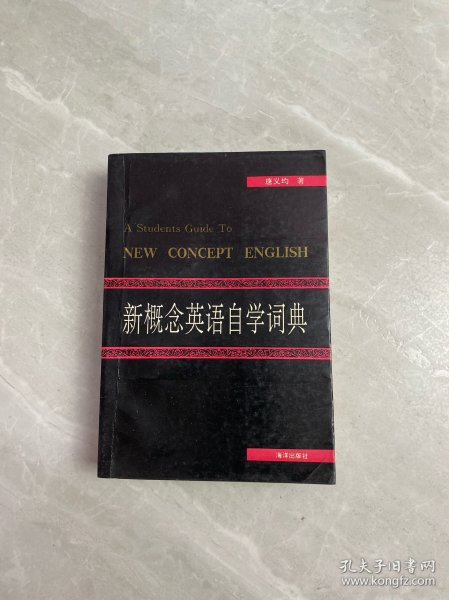 唐义均 著
A Students Guide To
NEW CONCEPT ENGLISH
新概念英语自学词典
海洋出版社
孔夫子旧书网
www.kongfz.com